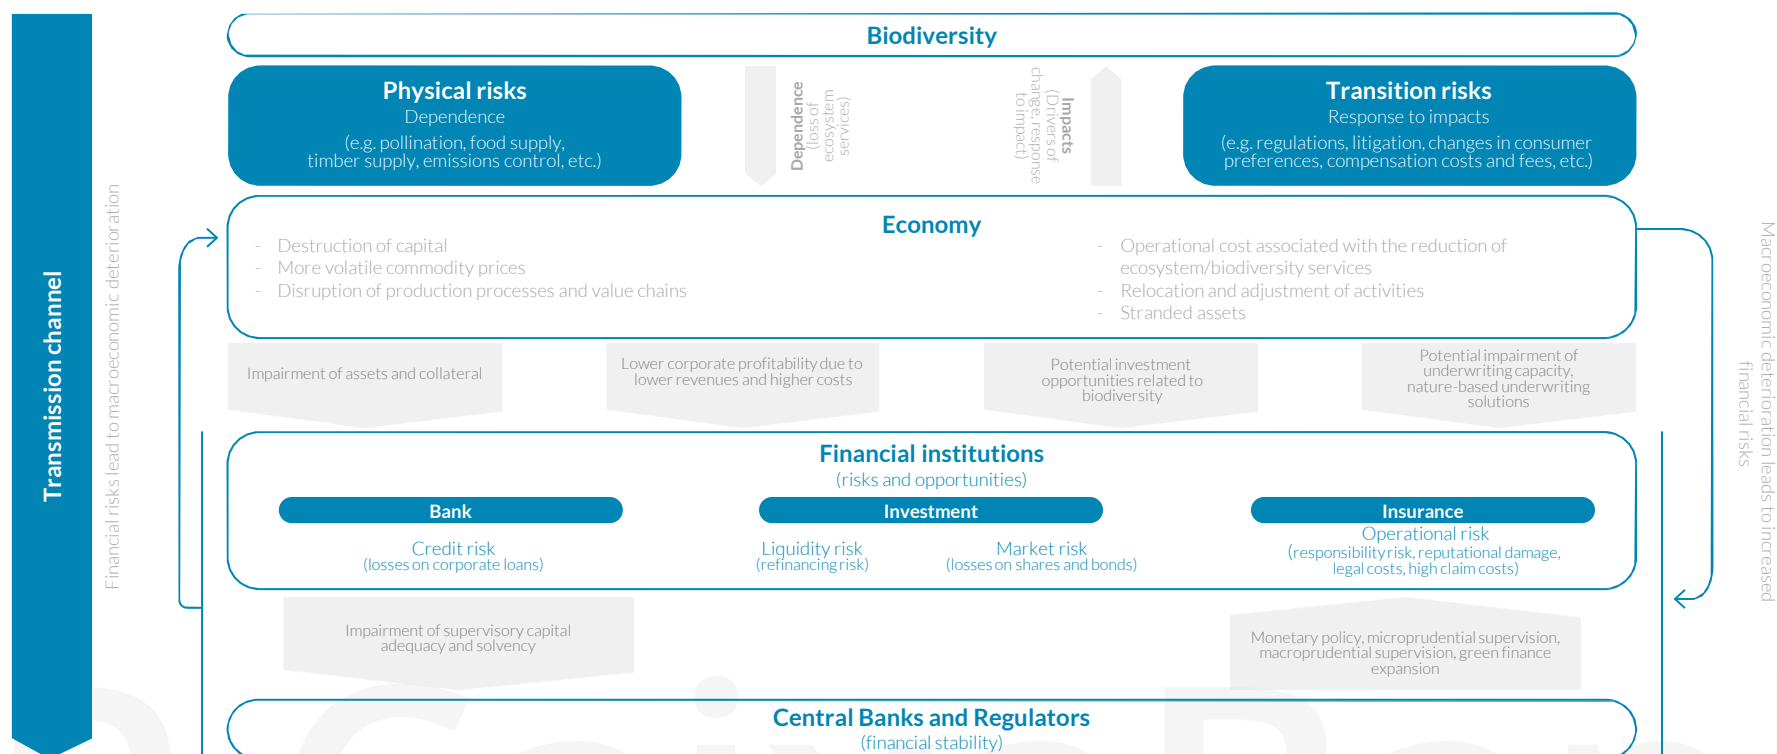 Biodiversity
Transmission channel
Physical risks
Dependence
(e.g. pollination, food supply,
timber supply, emissions control, etc.)
Dependence
(loss of
ecosystem
services)
Impacts
(Drivers of
change, response
to impact)
Transition risks
Response to impacts
(e.g. regulations, litigation, changes in consumer
preferences, compensation costs and fees, etc.)
Financial risks lead to macroeconomic deterioration
Economy
- Destruction of capital
- More volatile commodity prices
- Disruption of production processes and value chains
- Operational cost associated with the reduction of
ecosystem/biodiversity services
- Relocation and adjustment of activities
- Stranded assets
Macroeconomic deterioration leads to increased
financial risks
Impairment of assets and collateral
Lower corporate profitability due to
lower revenues and higher costs
Potential investment
opportunities related to
biodiversity
Potential impairment of
underwriting capacity,
nature-based underwriting
solutions
Financial institutions
(risks and opportunities)
Bank
Credit risk
(losses on corporate loans)
Investment
Liquidity risk
(refinancing risk)
Market risk
(losses on shares and bonds)
Insurance
Operational risk
(responsibility risk, reputational damage,
legal costs, high claim costs)
Impairment of supervisory capital
adequacy and solvency
Monetary policy, microprudential supervision,
macroprudential supervision, green finance
expansion
Central Banks and Regulators
(financial stability)